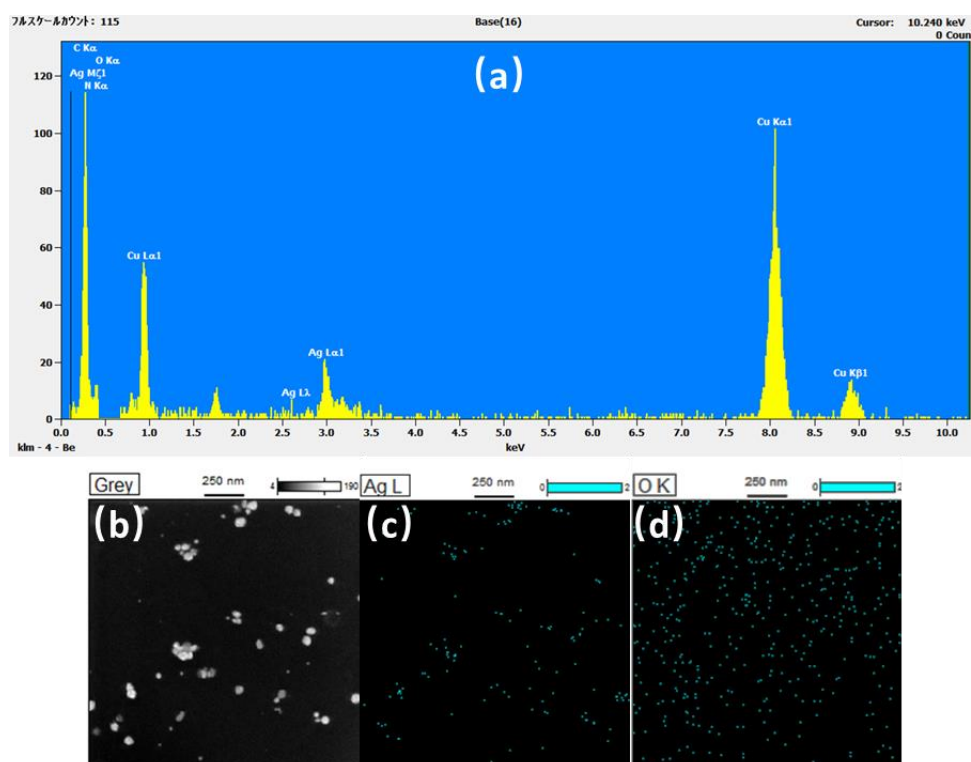 フルスケールカウント: 115 Base(16) Cursor: 10.240 keV
0 Coun
C Kα
O Kα
Ag Mζ1
N Kα
(a)
Cu Lα1
Ag Lλ
Ag Lα1
Cu Kα1
Cu Kβ1
120
100
80
60
40
20
0
0.0 0.5 1.0 1.5 2.0 2.5 3.0 3.5 4.0 4.5 5.0 5.5 6.0 6.5 7.0 7.5 8.0 8.5 9.0 9.5 10.0
klm - 4 - Be keV
Grey 250 nm 4 190
(b)
Ag L 250 nm 0 2
(c)
O K 250 nm 0 2
(d)